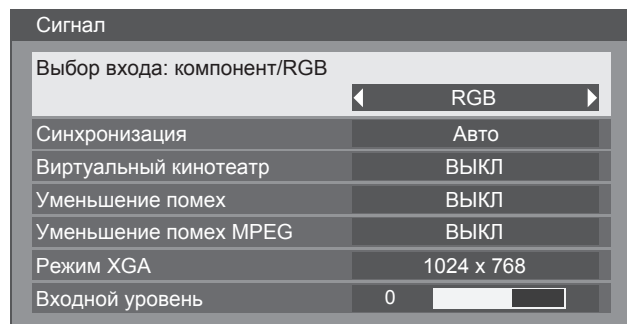 Сигнал
Выбор входа: компонент/RGB
RGB
Синхронизация Авто
Виртуальный кинотеатр ВЫКЛ
Уменьшение помех ВЫКЛ
Уменьшение помех MPEG ВЫКЛ
Режим XGA 1024 x 768
Входной уровень 0